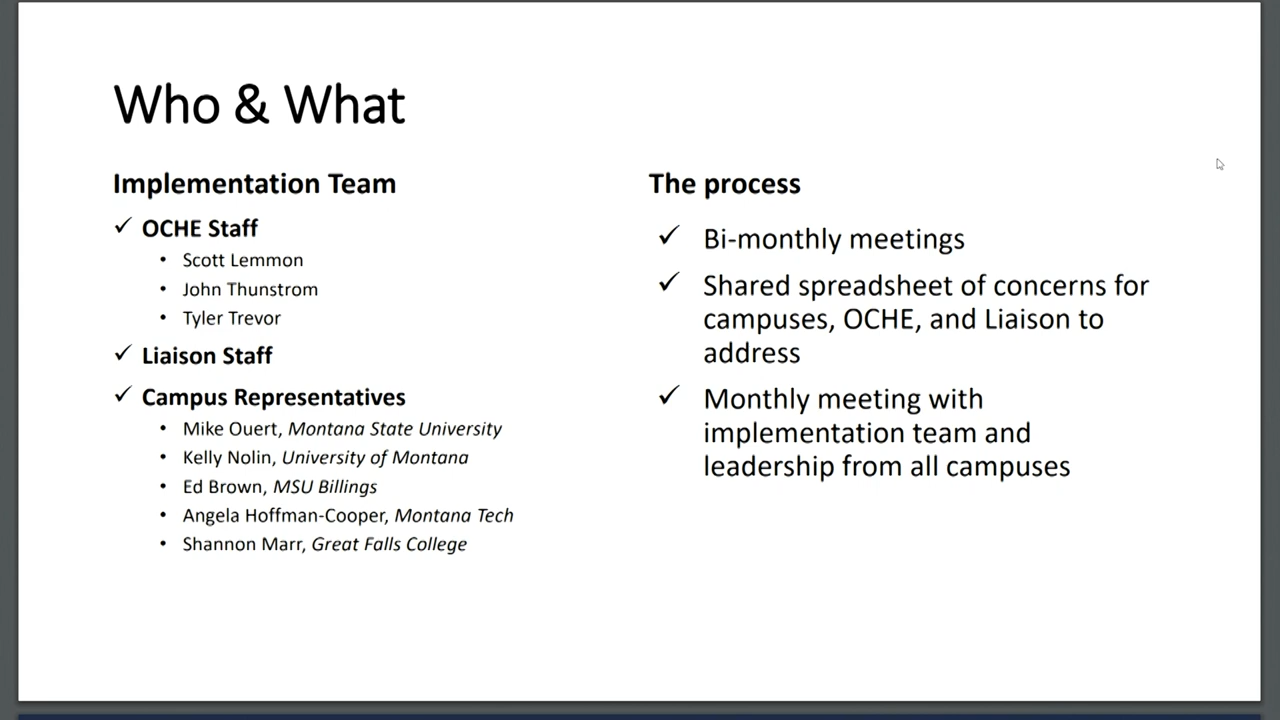 Who & What
Implementation Team
✓ OCHE Staff
• Scott Lemmon
• John Thunstrom
• Tyler Trevor
✓ Liaison Staff
✓ Campus Representatives
• Mike Ouert, Montana State University
• Kelly Nolin, University of Montana
• Ed Brown, MSU Billings
• Angela Hoffman-Cooper, Montana Tech
• Shannon Marr, Great Falls College
The process
✓ Bi-monthly meetings
✓ Shared spreadsheet of concerns for
campuses, OCHE, and Liaison to
address
✓ Monthly meeting with
implementation team and
leadership from all campuses